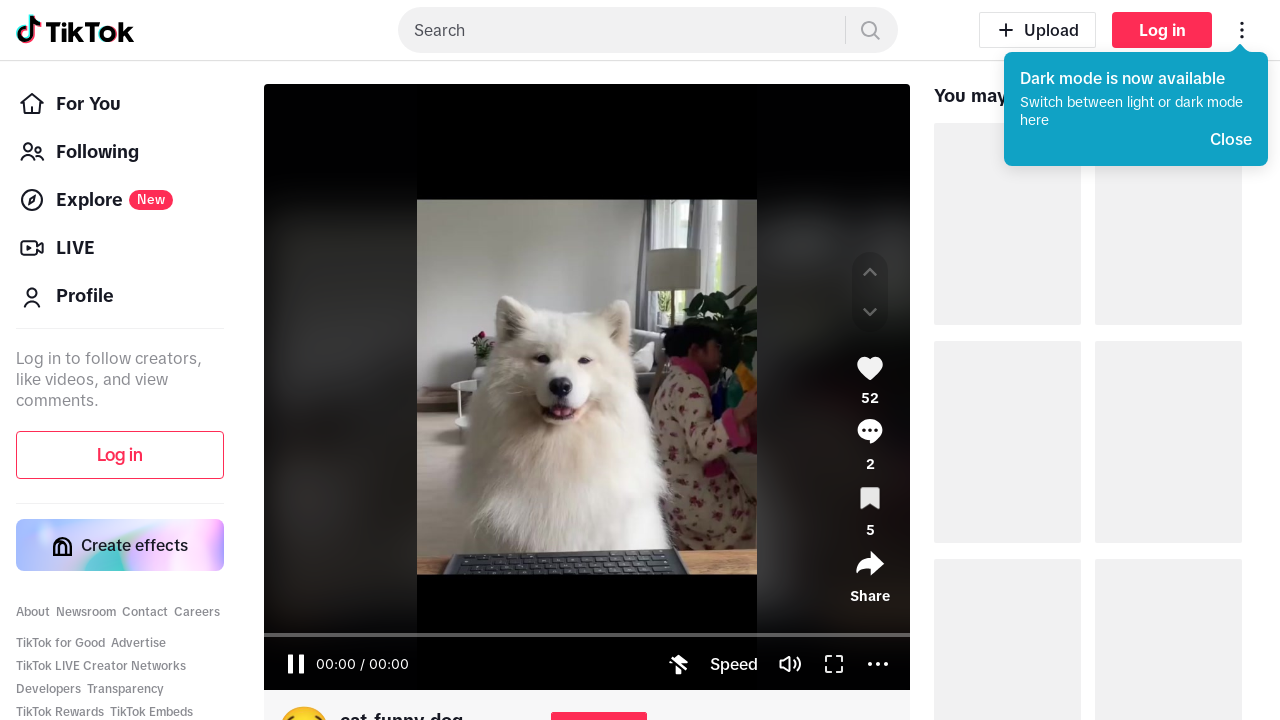 TikTok
Search
Upload
Log in
Dark mode is now available
Switch between light or dark mode
here
Close
For You
Following
Explore New
LIVE
Profile
Log in to follow creators,
like videos, and view
comments.
Log in
Create effects
About Newsroom Contact Careers
TikTok for Good Advertise
TikTok LIVE Creator Networks
Developers Transparency
TikTok Rewards TikTok Embeds
52
2
5
Share
00:00 / 00:00
Speed
You may